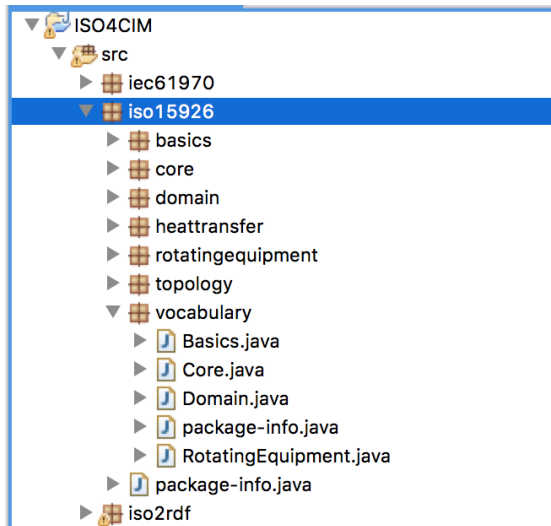 ISO4CIM
src
iec61970
iso15926
basics
core
domain
heattransfer
rotatingequipment
topology
vocabulary
Basics.java
Core.java
Domain.java
package-info.java
RotatingEquipment.java
package-info.java
iso2rdf